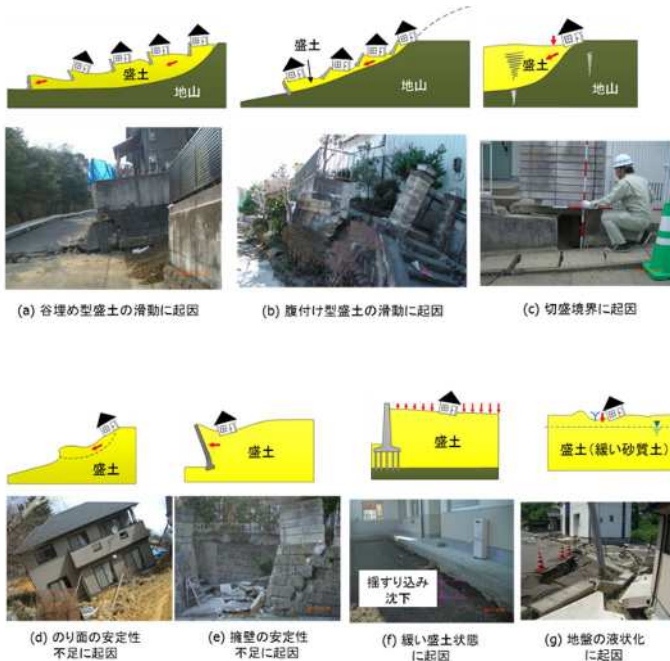 盛土
地山
盛土
地山
盛土
地山
(a) 谷埋め型盛土の滑動に起因
(b) 腹付け型盛土の滑動に起因
(c) 切盛境界に起因
盛土
盛土
盛土
盛土(緩い砂質土)
揺すり込み
沈下
(d) のり面の安定性
不足に起因
(e) 擁壁の安定性
不足に起因
(f) 緩い盛土状態
に起因
(g) 地盤の液状化
に起因